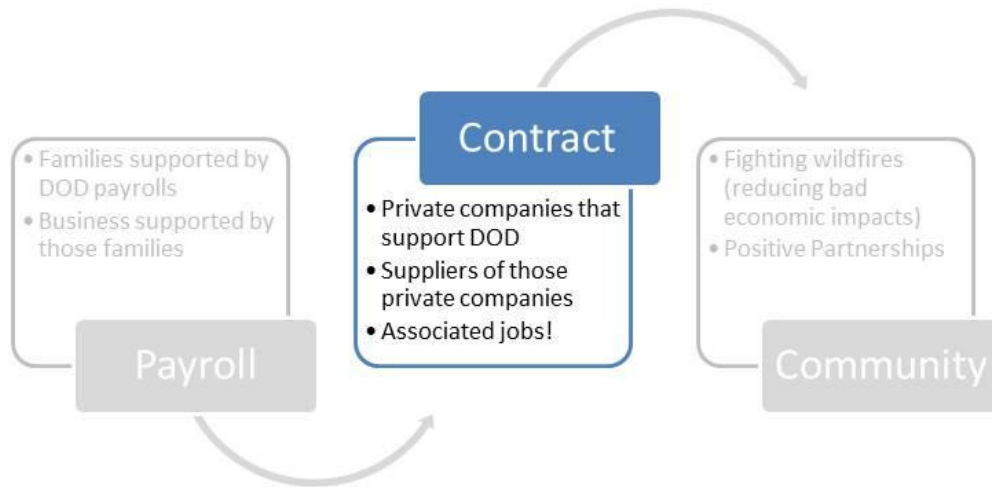 • Families supported by
DOD payrolls
• Business supported by
those families
Payroll
Contract
• Private companies that
support DOD
• Suppliers of those
private companies
• Associated jobs!
• Fighting wildfires
(reducing bad
economic impacts)
• Positive Partnerships
Community